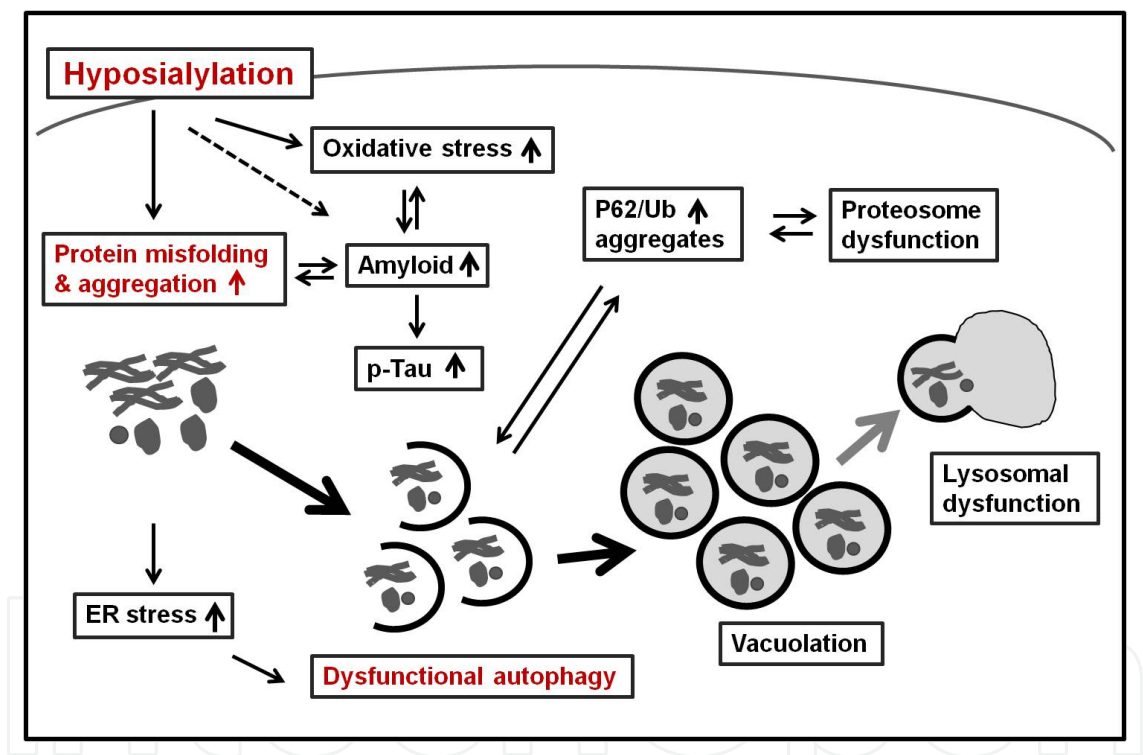 Hyposialylation
Oxidative stress ↑
P62/Ub ↑
aggregates
Proteosome
dysfunction
Protein misfolding
& aggregation ↑
Amyloid ↑
p-Tau ↑
Lysosomal
dysfunction
ER stress ↑
Vacuolation
Dysfunctional autophagy